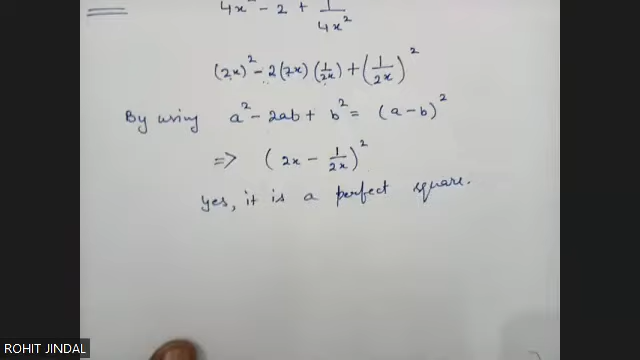 4x² - 2 + 1/4x²
(2x)² - 2(2x)(1/2x) + (1/2x)²
By using a² - 2ab + b² = (a - b)²
=> (2x - 1/2x)²
Yes, it is a perfect square.
ROHIT JINDAL